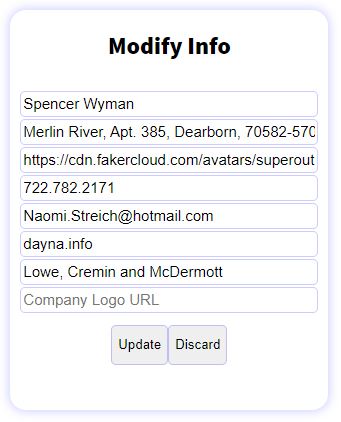 Modify Info
Spencer Wyman
Merlin River, Apt. 385, Dearborn, 70582-570
https://cdn.fakercloud.com/avatars/superout
722.782.2171
Naomi.Streich@hotmail.com
dayna.info
Lowe, Cremin and McDermott
Company Logo URL
Update Discard